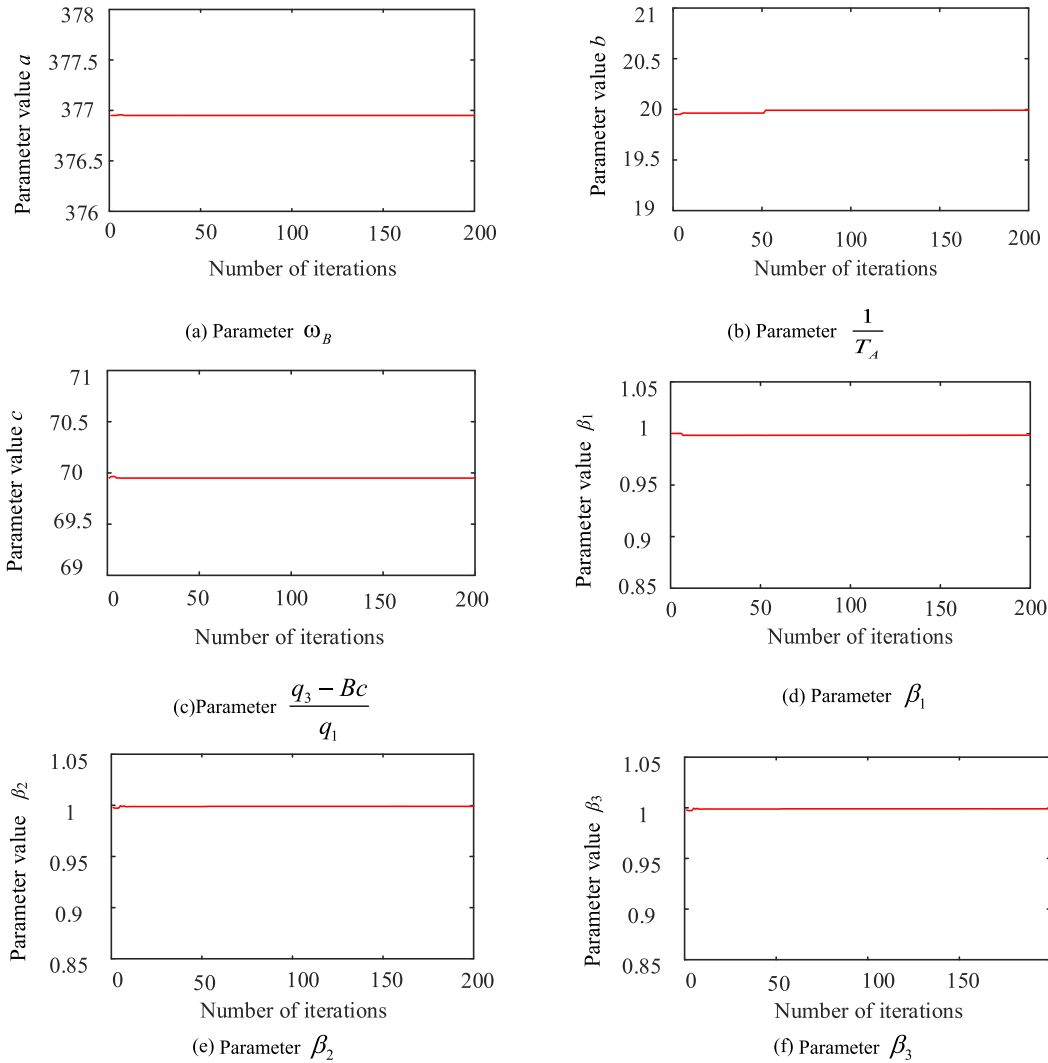 378
377.5
377
376.5
376
Parameter value a
0 50 100 150 200
Number of iterations
(a) Parameter ω_B
21
20.5
20
19.5
19
Parameter value b
0 50 100 150 200
Number of iterations
(b) Parameter 1/T_A
71
70.5
70
69.5
69
Parameter value c
0 50 100 150 200
Number of iterations
(c)Parameter (q_3 − Bc)/q_1
1.05
1
0.95
0.9
0.85
Parameter value β_1
0 50 100 150 200
Number of iterations
(d) Parameter β_1
1.05
1
0.95
0.9
0.85
Parameter value β_2
0 50 100 150 200
Number of iterations
(e) Parameter β_2
1.05
1
0.95
0.9
0.85
Parameter value β_3
0 50 100 150
Number of iterations
(f) Parameter β_3